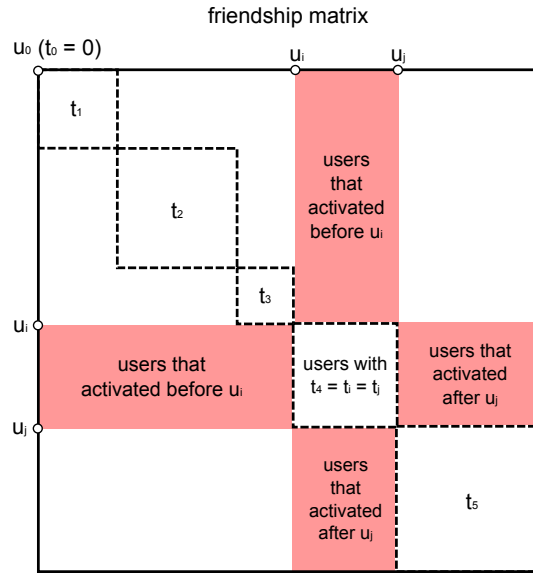 friendship matrix
u₀ (t₀ = 0)
uᵢ
uⱼ
t₁
users
that
activated
before uᵢ
t₂
t₃
uᵢ
users that
activated before uᵢ
users with
t₄ = tᵢ = tⱼ
users that
activated
after uⱼ
uⱼ
users
that
activated
after uⱼ
t₅